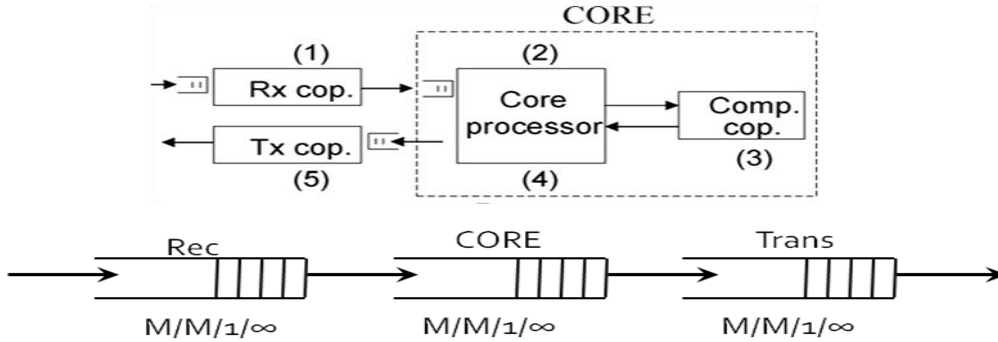 CORE
(1)
(2)
Rx cop.
Core
processor
Comp.
cop.
Tx cop.
(3)
(5)
(4)
Rec
CORE
Trans
M/M/1/∞
M/M/1/∞
M/M/1/∞